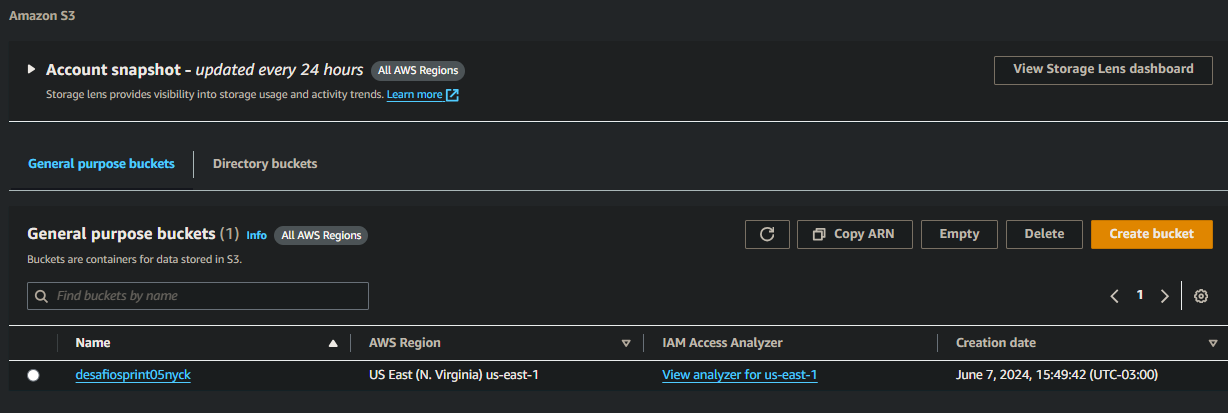 Amazon S3
Account snapshot - updated every 24 hours All AWS Regions
View Storage Lens dashboard
Storage lens provides visibility into storage usage and activity trends. Learn more
General purpose buckets
Directory buckets
General purpose buckets (1) Info All AWS Regions
Copy ARN
Empty
Delete
Create bucket
Buckets are containers for data stored in S3.
Find buckets by name
1
Name AWS Region IAM Access Analyzer Creation date
desafiosprint05nyck US East (N. Virginia) us-east-1 View analyzer for us-east-1 June 7, 2024, 15:49:42 (UTC-03:00)